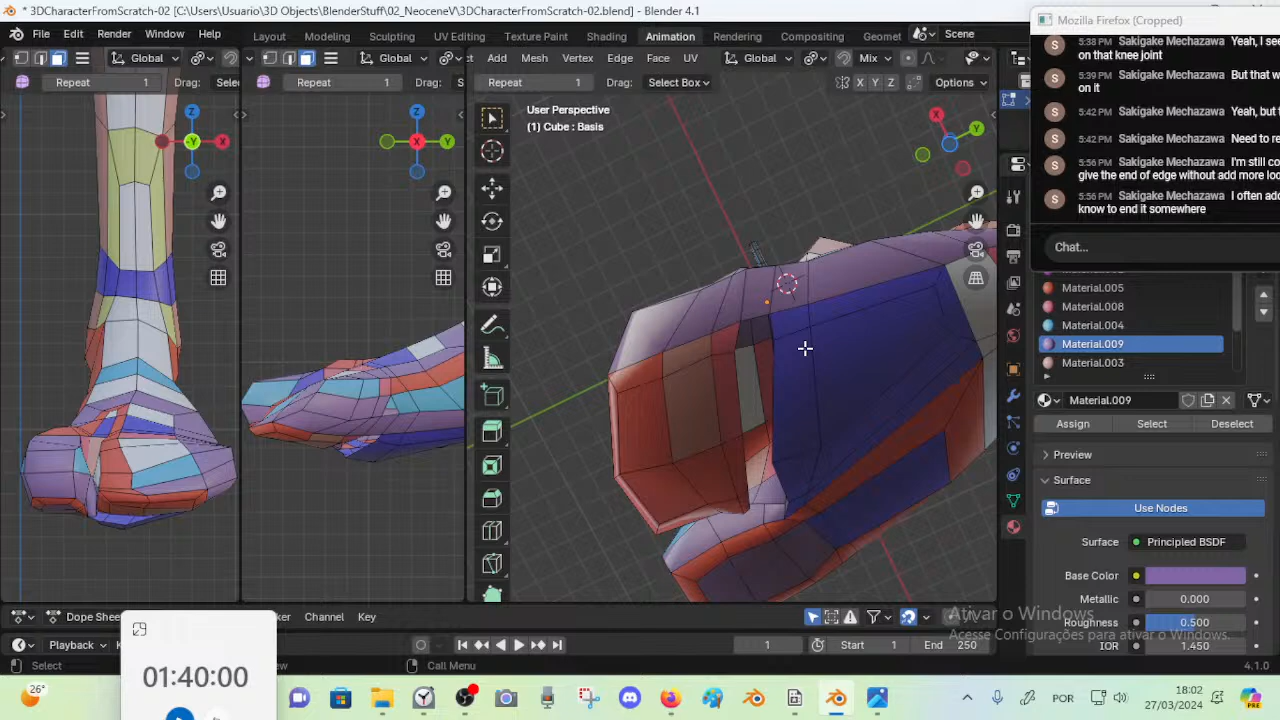 * 3DCharacterFromScratch-02 [C:\Users\Usuario\3D Objects\BlenderStuff\02_NeoceneV\3DCharacterFromScratch-02.blend] - Blender 4.1
File Edit Render Window Help
Layout Modeling Sculpting UV Editing Texture Paint Shading Animation Rendering Compositing Geomet
Scene
Global
Global
Add Mesh Vertex Edge Face UV
Global
Mix
Repeat 1 Drag: Sele
Repeat 1 Drag: S
Repeat 1 Drag: Select Box
X Y Z Options
User Perspective
(1) Cube : Basis
Z
-Y
X
Z
X
Y
X
Y
Mozilla Firefox (Cropped)
5:38 PM Sakigake Mechazawa Yeah, I see
on that knee joint
5:39 PM Sakigake Mechazawa But that w
on it
5:42 PM Sakigake Mechazawa Yeah, but t
5:42 PM Sakigake Mechazawa Need to re
5:56 PM Sakigake Mechazawa I'm still co
give the end of edge without add more loo
5:56 PM Sakigake Mechazawa I often add
know to end it somewhere
S
S
S
S
S
S
Chat...
Material.005
Material.008
Material.004
Material.009
Material.003
Material.009
Assign Select Deselect
Preview
Surface
Use Nodes
Surface Principled BSDF
Base Color
Metallic 0.000
Roughness 0.500
IOR 1.450
Ativar o Windows
Acesse Configurações para ativar o Windows.
Dope Shee
ker Channel Key
Playback
1
Start 1
End 250
Select
iew
Call Menu
4.1.0
01:40:00
26°
POR
18:02
27/03/2024
PRE